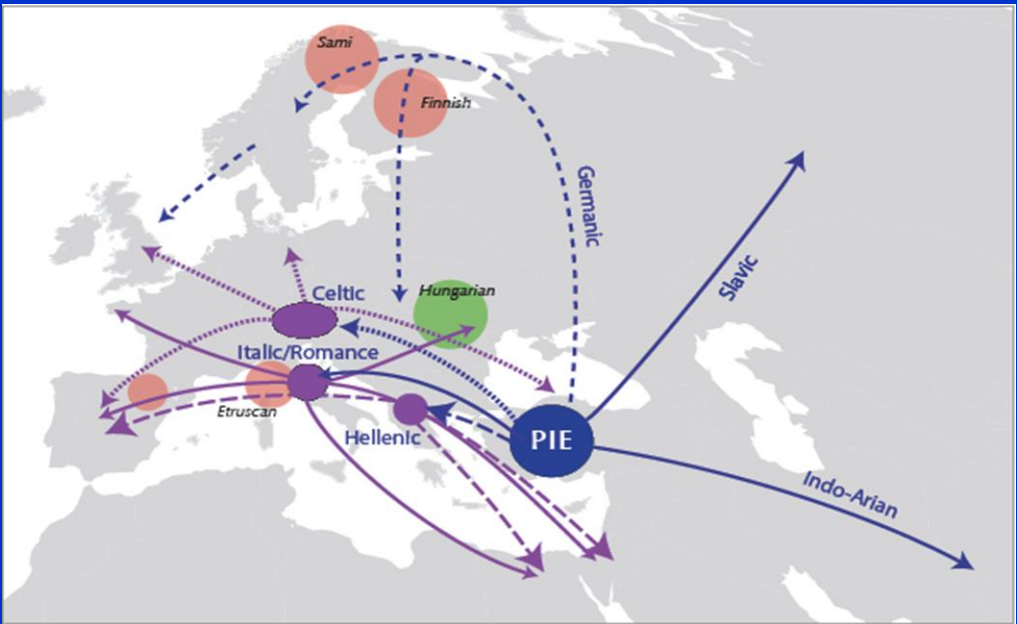 Sami
Finnish
Germanic
Slavic
Hungarian
Celtic
Italic/Romance
Etruscan
Hellenic
PIE
Indo-Arian